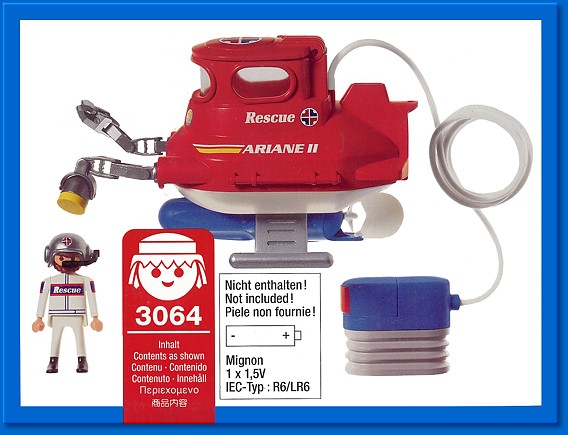 Rescue
ARIANE II
Rescue
3064
Inhalt
Contents as shown
Contenu · Contenido
Contenuto · Innehåll
Περιεχομενο
商品内容
Nicht enthalten!
Not included!
Piele non fournie!
- +
Mignon
1 x 1,5V
IEC-Typ : R6/LR6